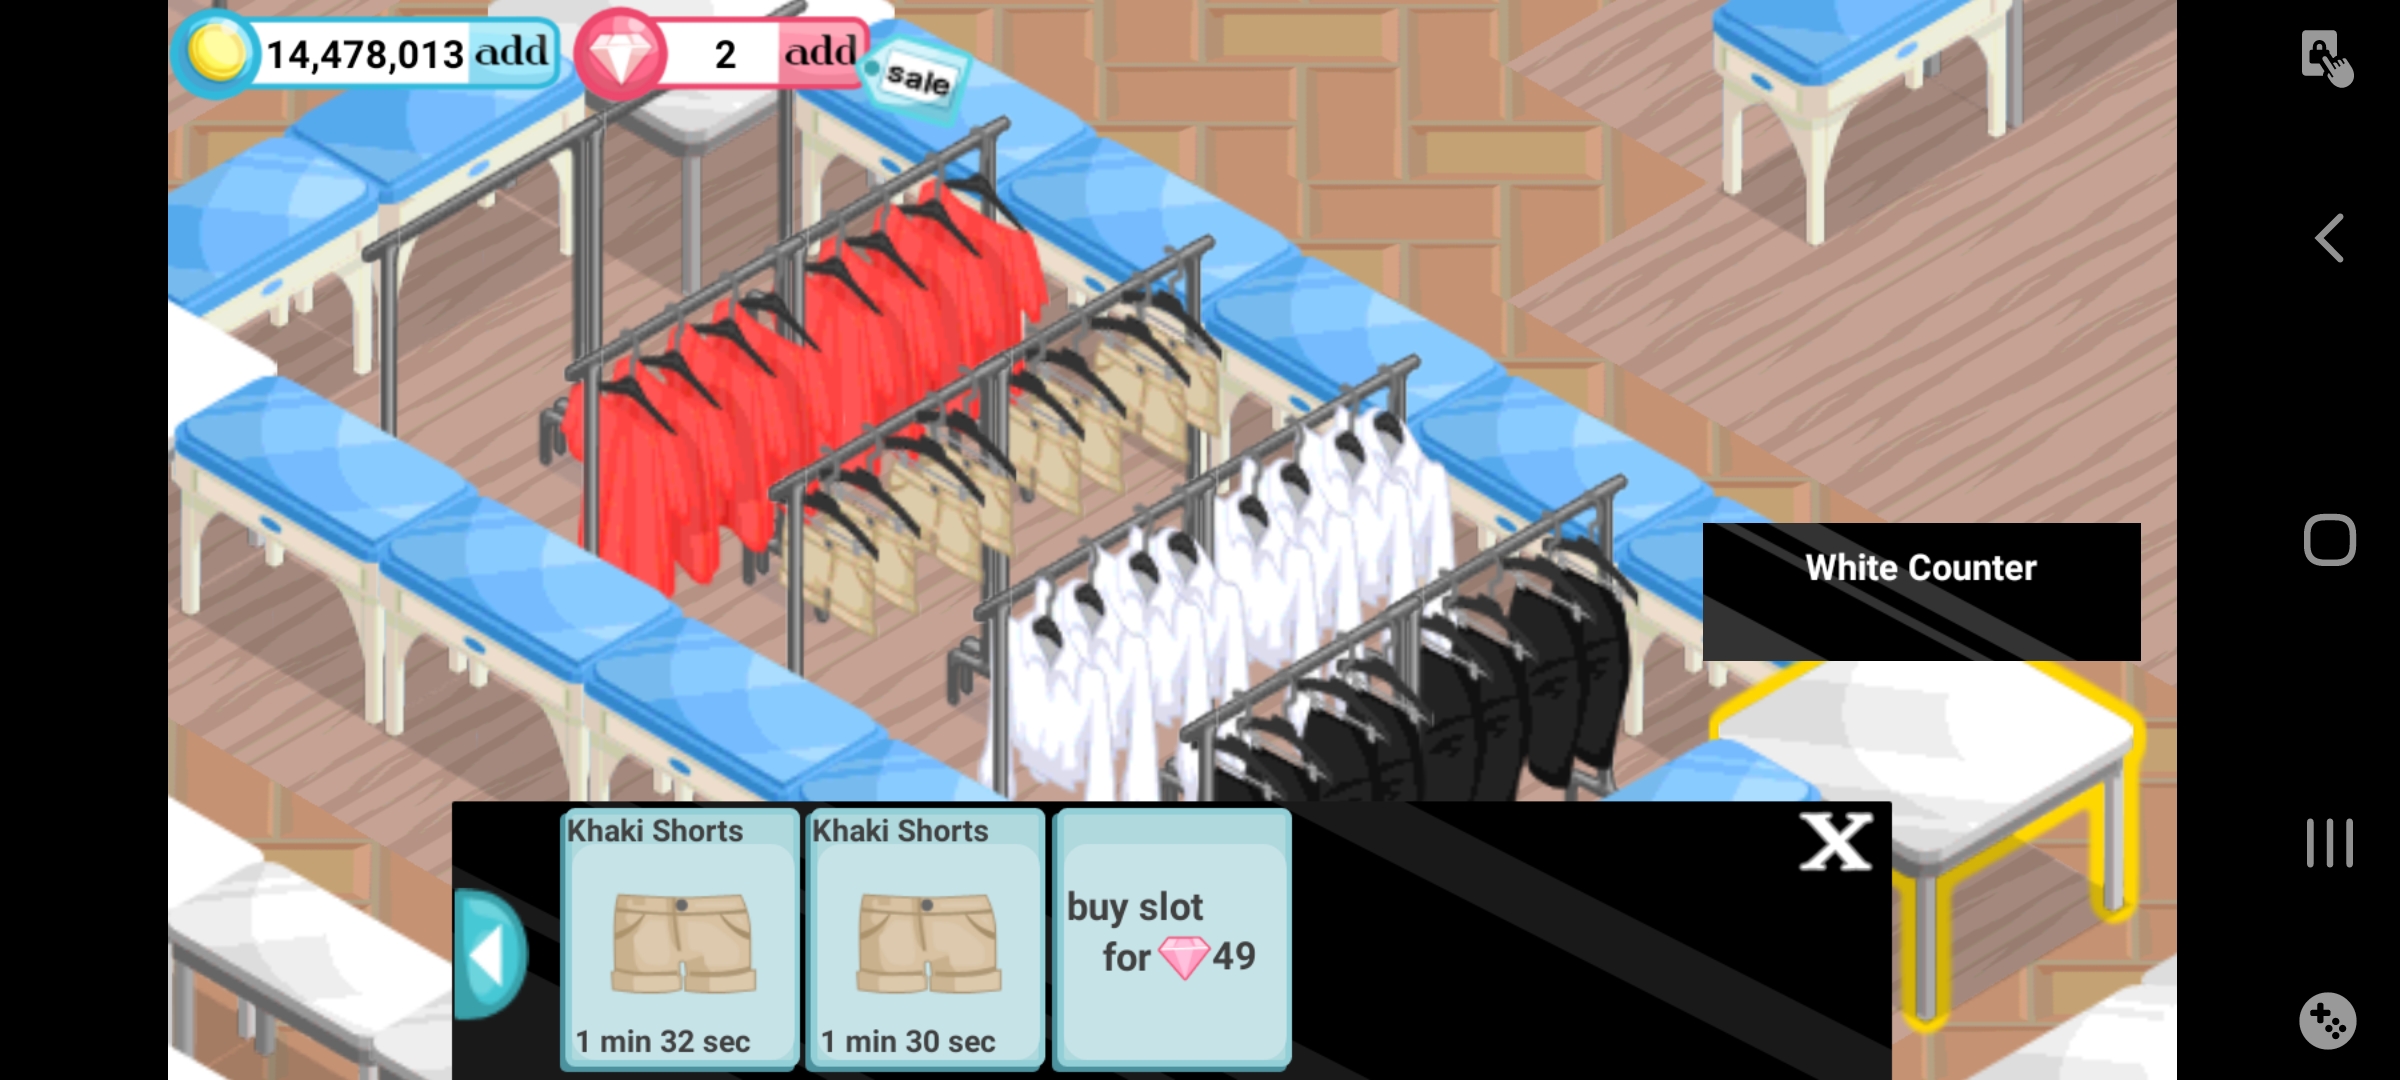 14,478,013 add
2 add
sale
White Counter
Khaki Shorts
1 min 32 sec
Khaki Shorts
1 min 30 sec
buy slot
for 49
X